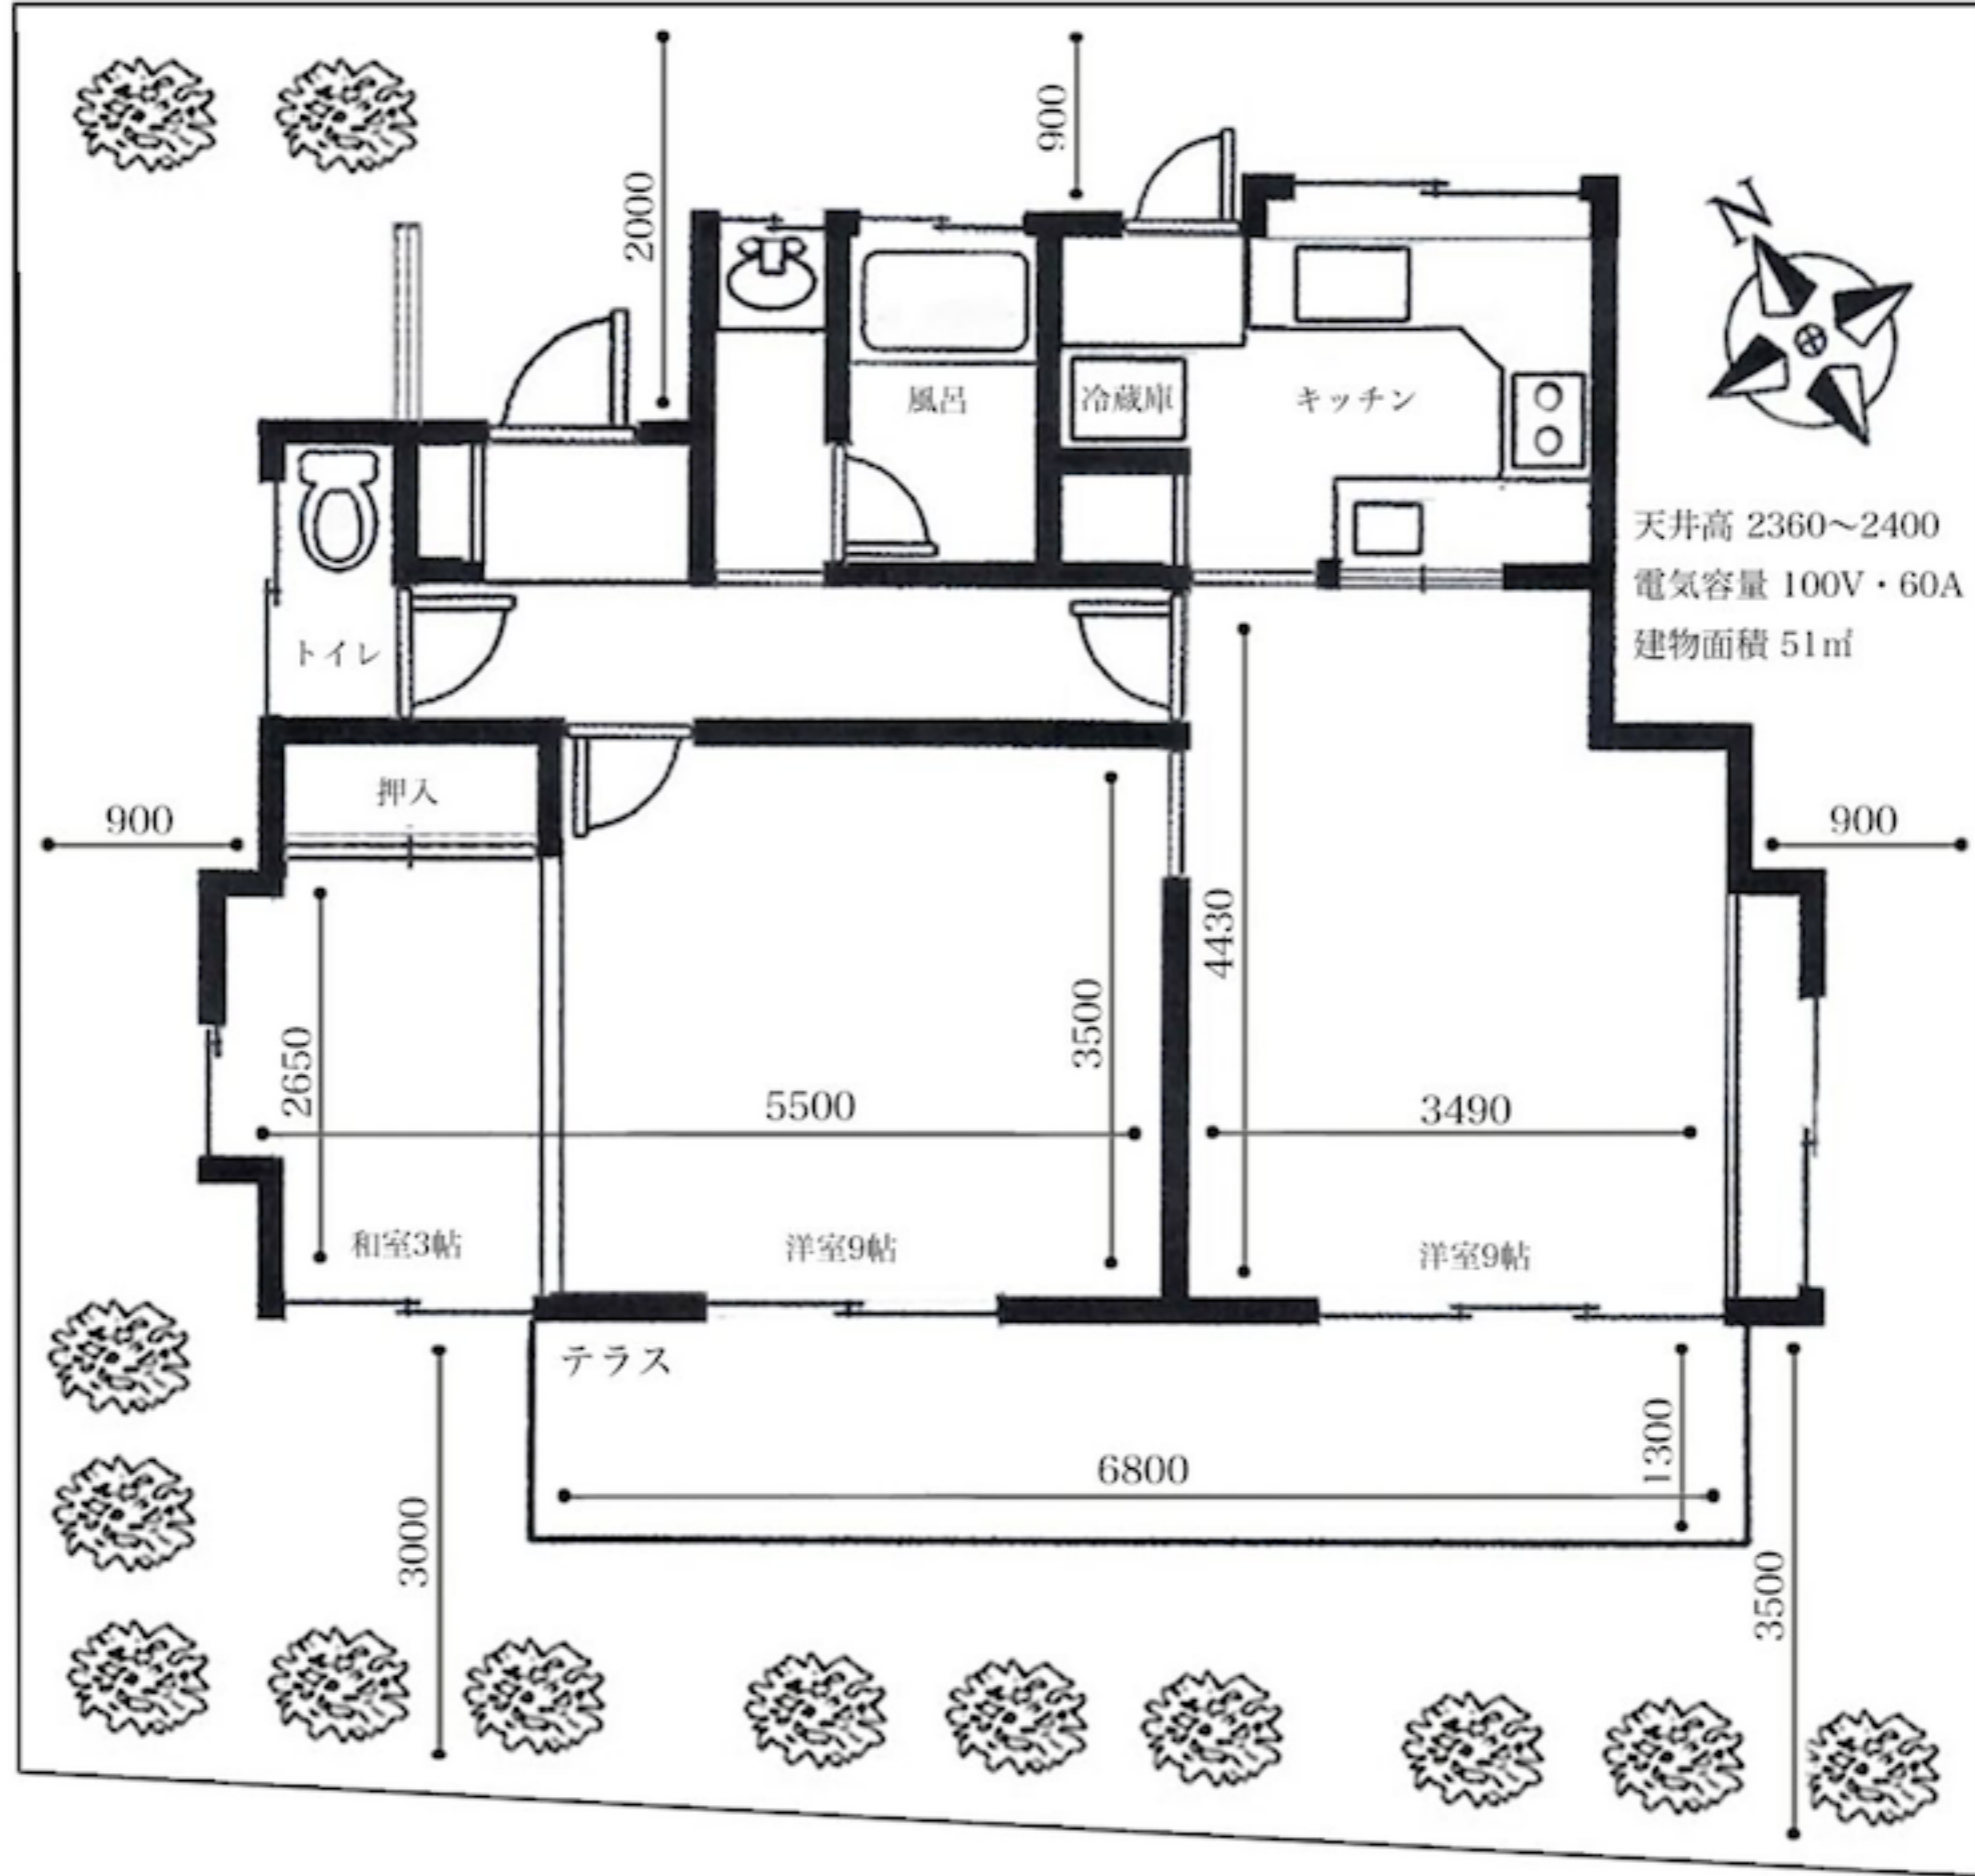 900
2000
N
風呂
冷蔵庫
キッチン
天井高 2360～2400
電気容量 100V・60A
建物面積 51㎡
トイレ
押入
900
900
4430
3500
2650
5500
3490
和室3帖
洋室9帖
洋室9帖
テラス
1300
6800
3000
3500